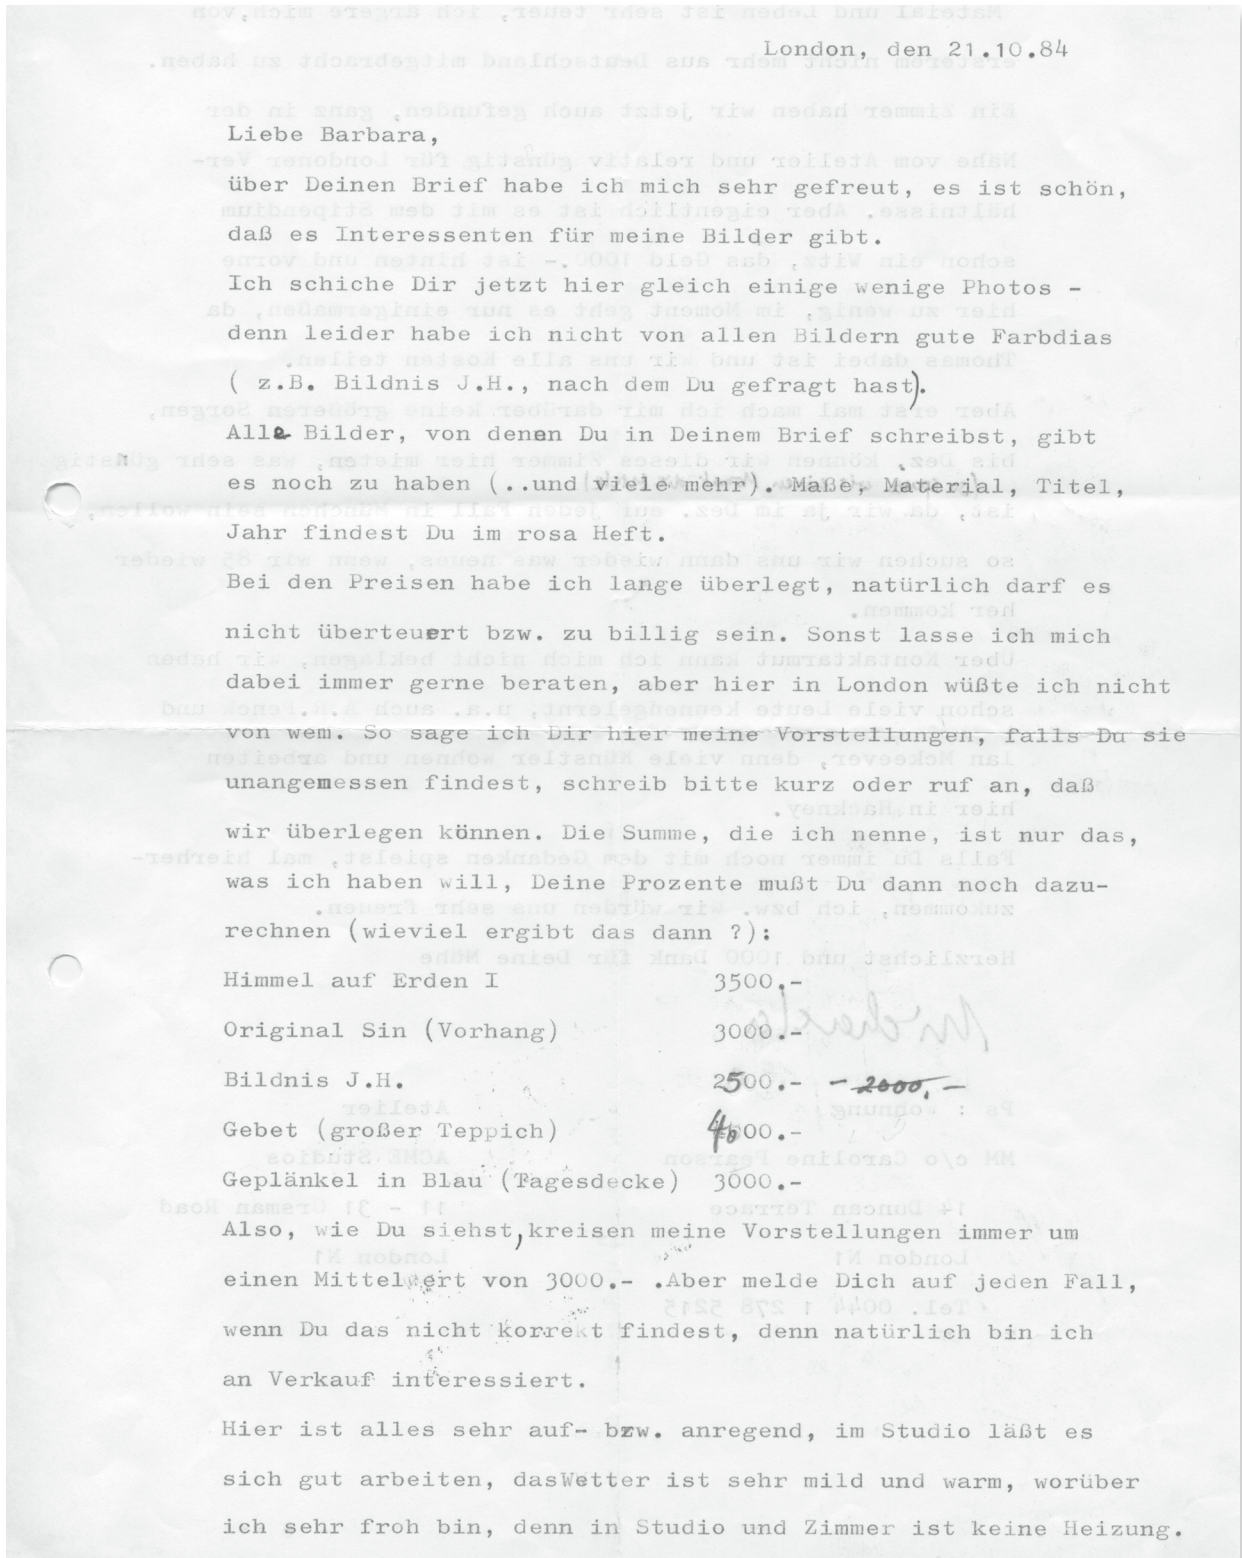 London, den 21.10.84
Liebe Barbara,
über Deinen Brief habe ich mich sehr gefreut, es ist schön,
daß es Interessenten für meine Bilder gibt.
Ich schiche Dir jetzt hier gleich einige wenige Photos -
denn leider habe ich nicht von allen Bildern gute Farbdias
( z.B. Bildnis J.H., nach dem Du gefragt hast).
Alle Bilder, von denen Du in Deinem Brief schreibst, gibt
es noch zu haben (..und viele mehr). Maße, Material, Titel,
Jahr findest Du im rosa Heft.
Bei den Preisen habe ich lange überlegt, natürlich darf es
nicht überteuert bzw. zu billig sein. Sonst lasse ich mich
dabei immer gerne beraten, aber hier in London wüßte ich nicht
von wem. So sage ich Dir hier meine Vorstellungen, falls Du sie
unangemessen findest, schreib bitte kurz oder ruf an, daß
wir überlegen können. Die Summe, die ich nenne, ist nur das,
was ich haben will, Deine Prozente mußt Du dann noch dazu-
rechnen (wieviel ergibt das dann ?):
Himmel auf Erden I 3500.-
Original Sin (Vorhang) 3000.-
Bildnis J.H. 2500.- - 2000,-
Gebet (großer Teppich) 4000.-
Geplänkel in Blau (Tagesdecke) 3000.-
Also, wie Du siehst, kreisen meine Vorstellungen immer um
einen Mittelwert von 3000.- .Aber melde Dich auf jeden Fall,
wenn Du das nicht korrekt findest, denn natürlich bin ich
an Verkauf interessiert.
Hier ist alles sehr auf- bzw. anregend, im Studio läßt es
sich gut arbeiten, dasWetter ist sehr mild und warm, worüber
ich sehr froh bin, denn in Studio und Zimmer ist keine Heizung.